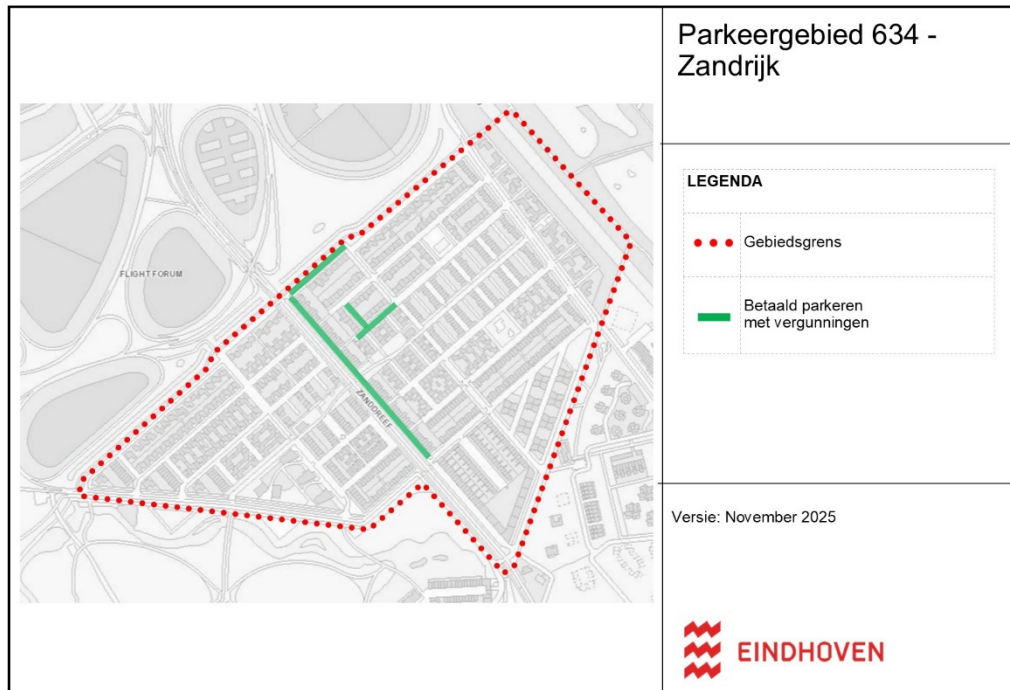 Parkeergebied 634 -
Zandrijk
LEGENDA
Gebiedsgrens
Betaald parkeren
met vergunningen
FLIGHT FORUM
ZANDDREEF
Versie: November 2025
EINDHOVEN